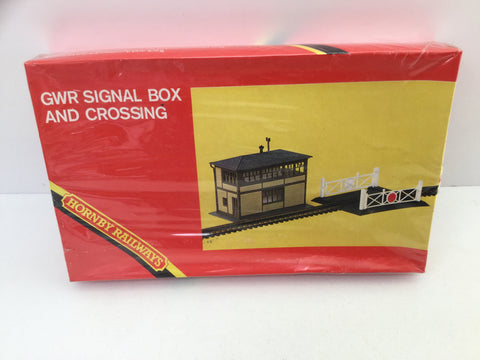 GWR SIGNAL BOX
AND CROSSING
HORNBY RAILWAYS